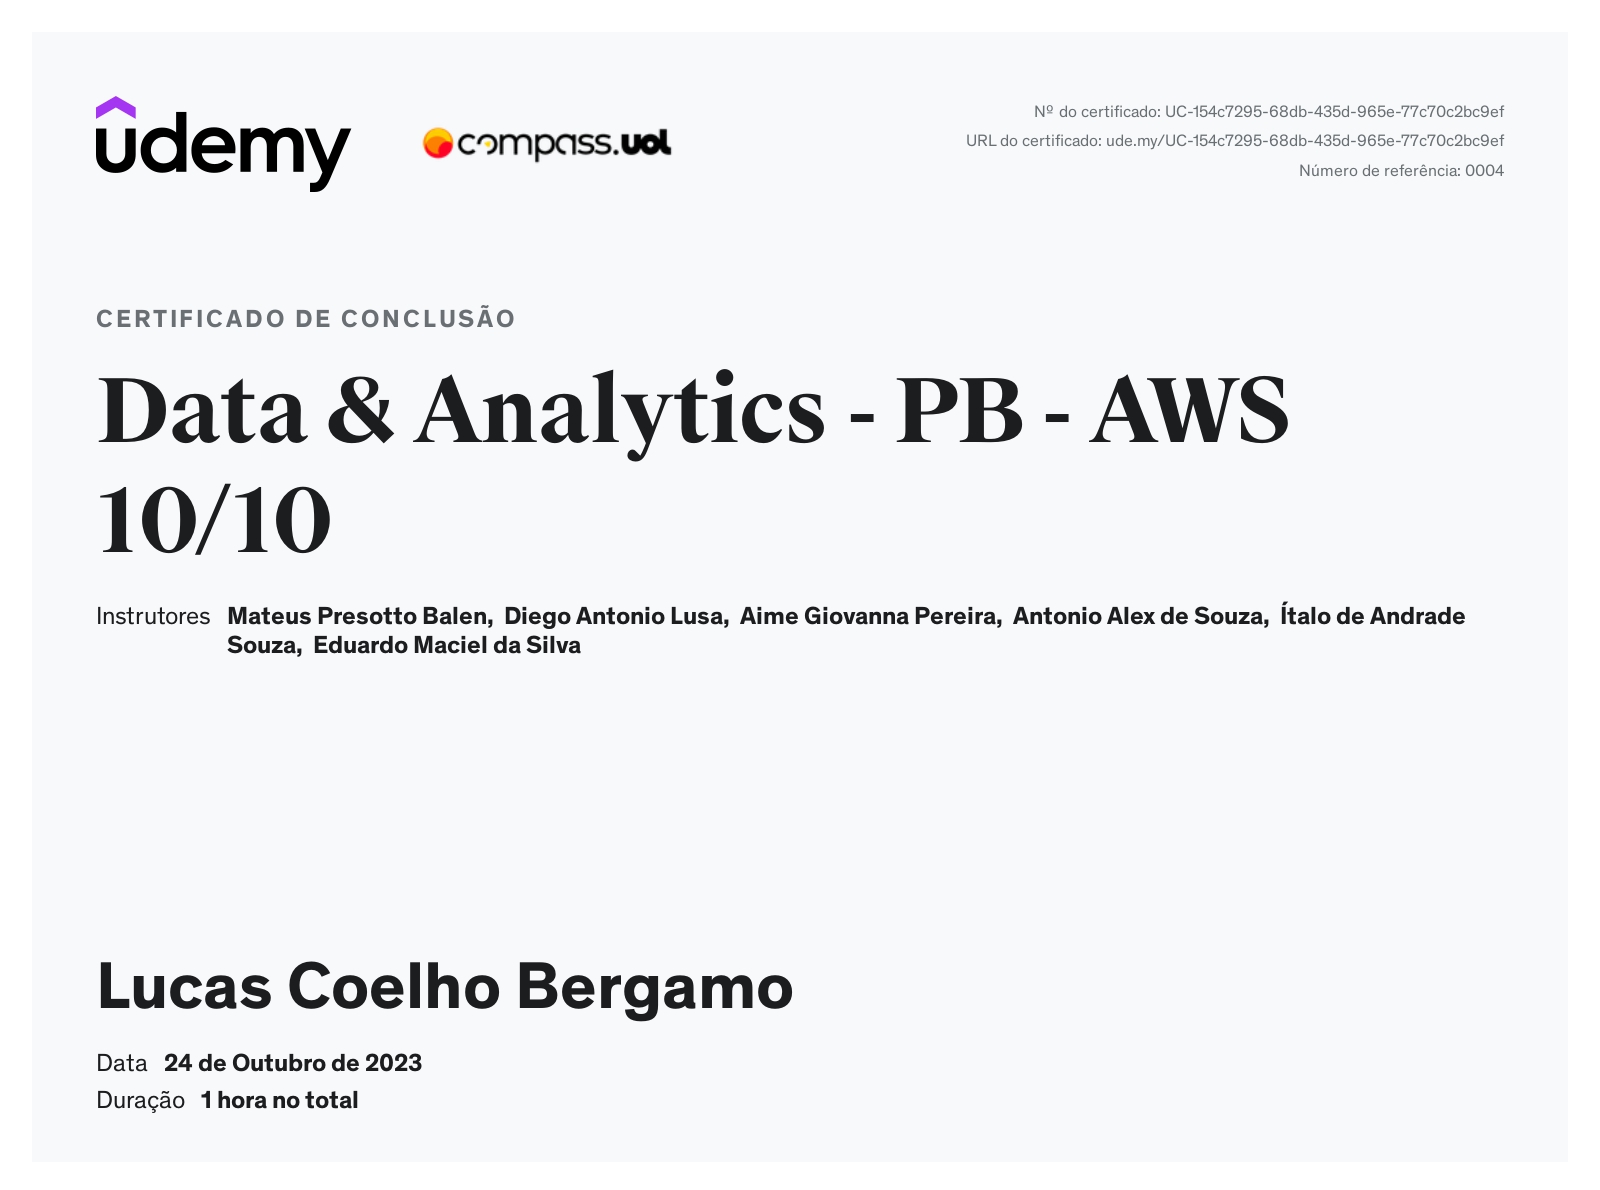 udemy
compass.uol
Nº do certificado: UC-154c7295-68db-435d-965e-77c70c2bc9ef
URL do certificado: ude.my/UC-154c7295-68db-435d-965e-77c70c2bc9ef
Número de referência: 0004
CERTIFICADO DE CONCLUSÃO
Data & Analytics - PB - AWS
10/10
Instrutores Mateus Presotto Balen, Diego Antonio Lusa, Aime Giovanna Pereira, Antonio Alex de Souza, Ítalo de Andrade
Souza, Eduardo Maciel da Silva
Lucas Coelho Bergamo
Data 24 de Outubro de 2023
Duração 1 hora no total